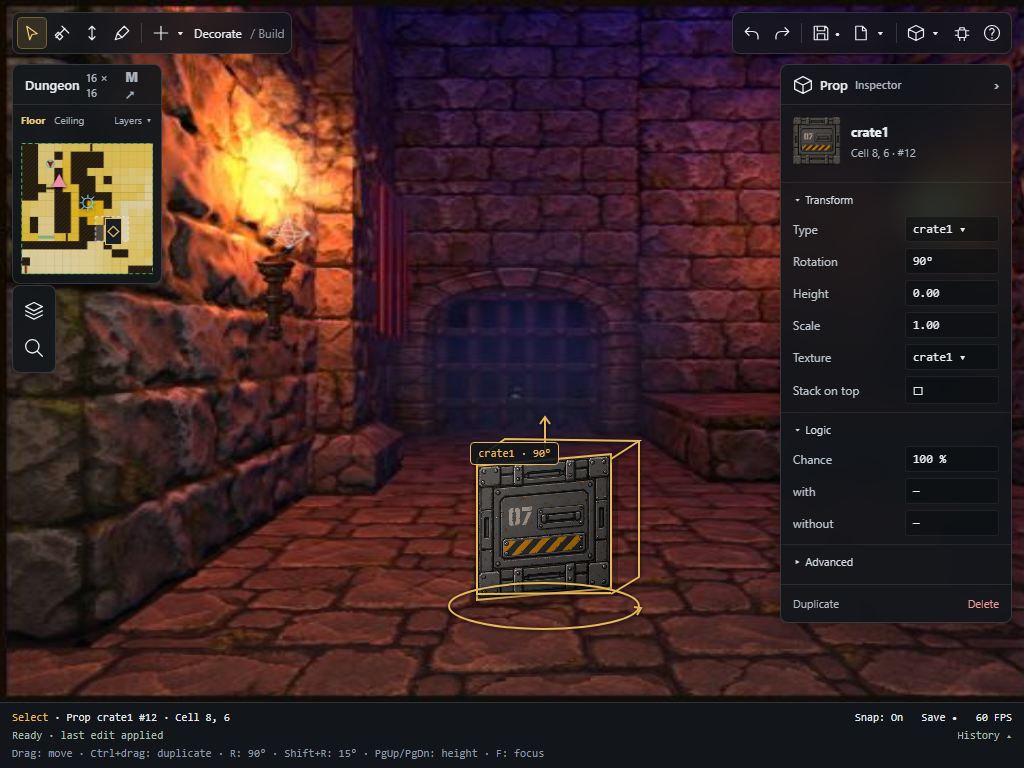 Decorate / Build
Dungeon 16 × 16 M ↗
Floor Ceiling Layers ▾
Prop Inspector ›
07
crate1
Cell 8, 6 · #12
Transform
Type crate1 ▾
Rotation 90°
Height 0.00
Scale 1.00
Texture crate1 ▾
Stack on top
Logic
Chance 100 %
with —
without —
Advanced
Duplicate Delete
crate1 · 90°
07
Select · Prop crate1 #12 · Cell 8, 6
Snap: On Save • 60 FPS
Ready · last edit applied
History ▴
Drag: move · Ctrl+drag: duplicate · R: 90° · Shift+R: 15° · PgUp/PgDn: height · F: focus